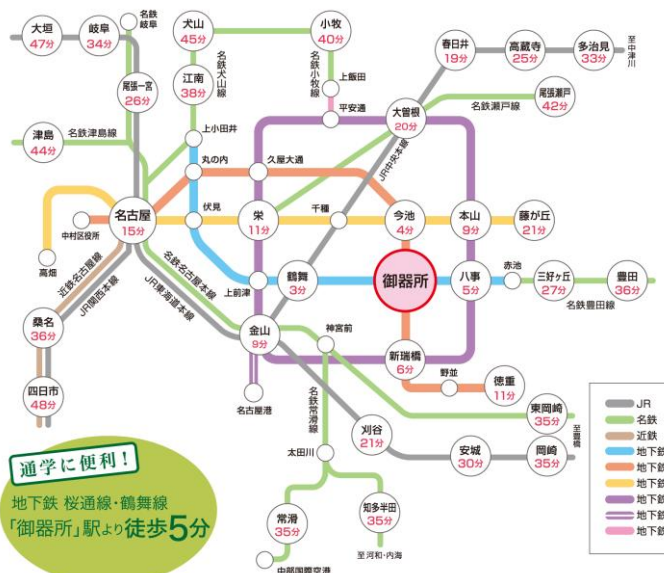 大垣
47分
岐阜
34分
名鉄
岐阜
尾張一宮
26分
犬山
45分
名鉄犬山線
江南
38分
小牧
40分
名鉄小牧線
上飯田
平安通
春日井
19分
高蔵寺
25分
多治見
33分
至中津川
大曽根
20分
名鉄瀬戸線
尾張瀬戸
42分
JR中央本線
津島
44分
名鉄津島線
上小田井
丸の内
久屋大通
名古屋
15分
中村区役所
高畑
伏見
栄
11分
千種
今池
4分
本山
9分
藤が丘
21分
近鉄名古屋線
JR関西本線
名鉄名古屋本線
JR東海道本線
上前津
鶴舞
3分
御器所
八事
5分
赤池
三好ヶ丘
27分
豊田
36分
名鉄豊田線
桑名
36分
四日市
48分
金山
9分
名古屋港
神宮前
新瑞橋
6分
野並
徳重
11分
名鉄常滑線
太田川
刈谷
21分
安城
30分
岡崎
35分
東岡崎
35分
至豊橋
常滑
35分
知多半田
35分
至河和・内海
中部国際空港
JR
名鉄
近鉄
地下鉄
地下鉄
地下鉄
地下鉄
地下鉄
地下鉄
通学に便利!
地下鉄 桜通線・鶴舞線
「御器所」駅より徒歩5分